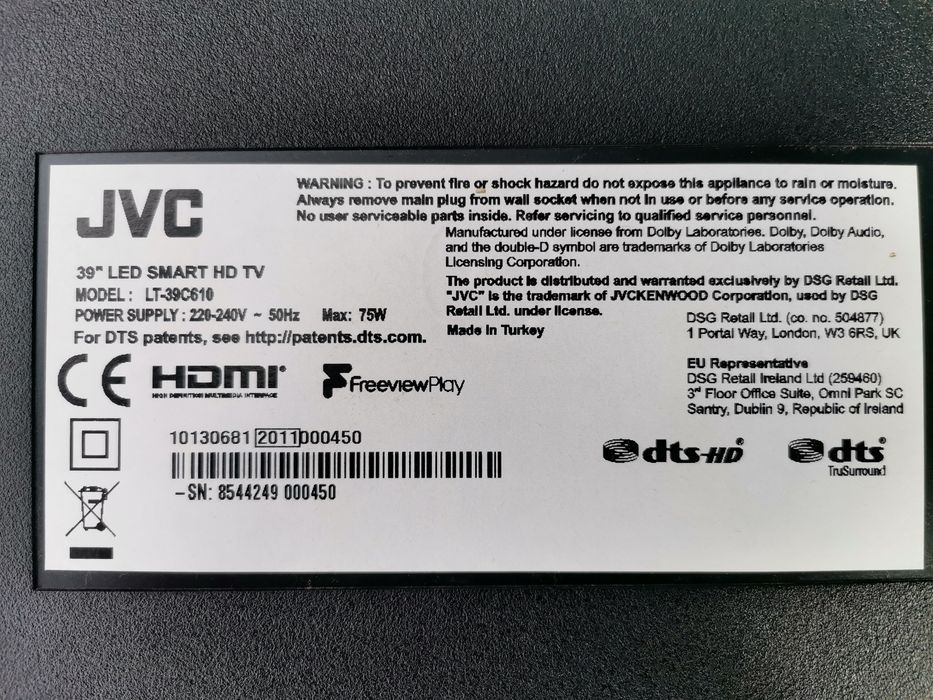 JVC
WARNING : To prevent fire or shock hazard do not expose this appliance to rain or moisture.
Always remove main plug from wall socket when not in use or before any service operation.
No user serviceable parts inside. Refer servicing to qualified service personnel.
Manufactured under license from Dolby Laboratories. Dolby, Dolby Audio,
and the double-D symbol are trademarks of Dolby Laboratories
Licensing Corporation.
39" LED SMART HD TV
MODEL : LT-39C610
POWER SUPPLY : 220-240V ~ 50Hz Max: 75W
For DTS patents, see http://patents.dts.com.
The product is distributed and warranted exclusively by DSG Retail Ltd.
"JVC" is the trademark of JVCKENWOOD Corporation, used by DSG
Retail Ltd. under license.
Made in Turkey
DSG Retail Ltd. (co. no. 504877)
1 Portal Way, London, W3 6RS, UK
EU Representative
DSG Retail Ireland Ltd (259460)
3rd Floor Office Suite, Omni Park SC
Santry, Dublin 9, Republic of Ireland
CE
HDMI
HIGH DEFINITION MULTIMEDIA INTERFACE
FreeviewPlay
10130681 2011000450
SN: 8544249 000450
dts-HD
dts
TruSurround